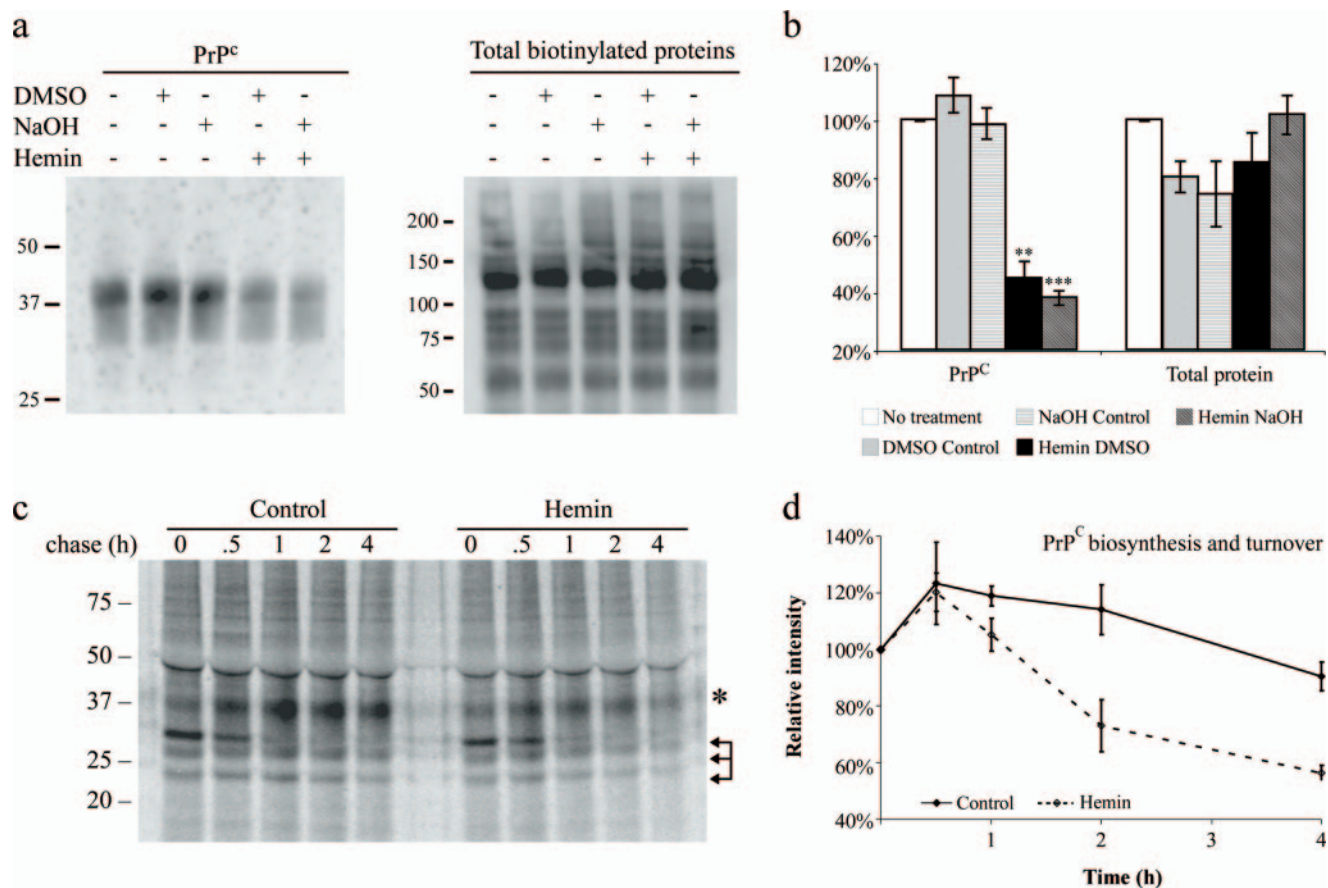 a
PrPᶜ
Total biotinylated proteins
DMSO - + - + -
- + - + -
NaOH - - + - +
- - + - +
Hemin - - - + +
- - - + +
50
37
25
200
150
100
75
50
b
120%
100%
80%
60%
40%
20%
**
***
PrPC
Total protein
No treatment
NaOH Control
Hemin NaOH
DMSO Control
Hemin DMSO
c
Control
Hemin
chase (h) 0 .5 1 2 4
0 .5 1 2 4
75
50
37
25
20
*
d
PrPC biosynthesis and turnover
140%
120%
100%
80%
60%
40%
Relative intensity
Control
Hemin
1 2 3 4
Time (h)